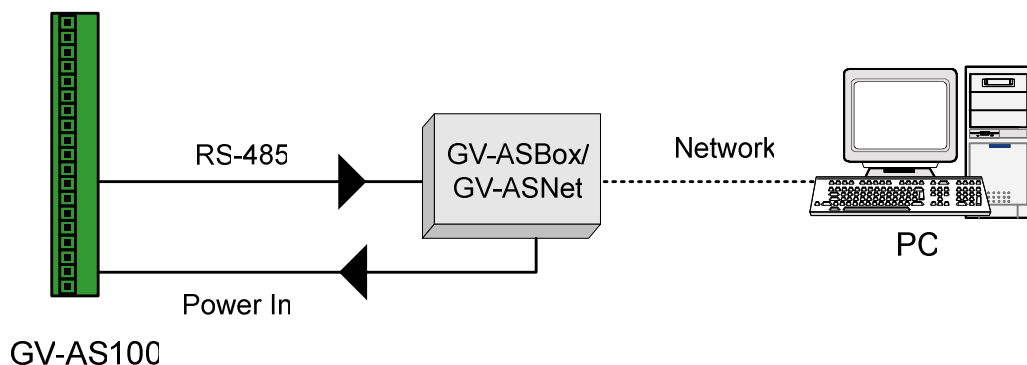 RS-485
GV-ASBox/
GV-ASNet
Network
PC
Power In
GV-AS100